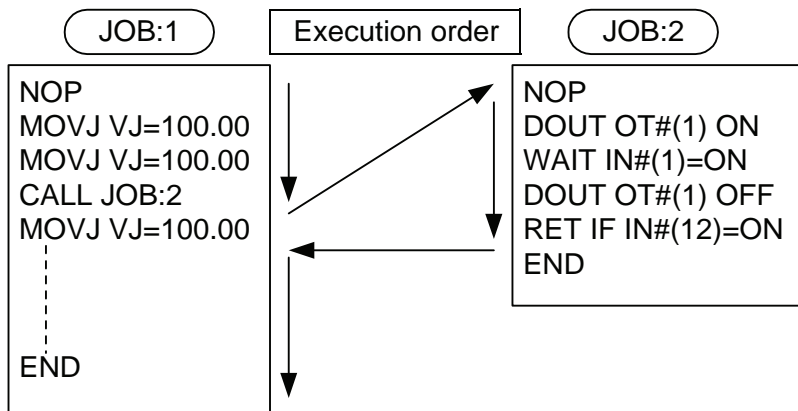 JOB:1
Execution order
JOB:2
NOP
MOVJ VJ=100.00
MOVJ VJ=100.00
CALL JOB:2
MOVJ VJ=100.00
END
NOP
DOUT OT#(1) ON
WAIT IN#(1)=ON
DOUT OT#(1) OFF
RET IF IN#(12)=ON
END